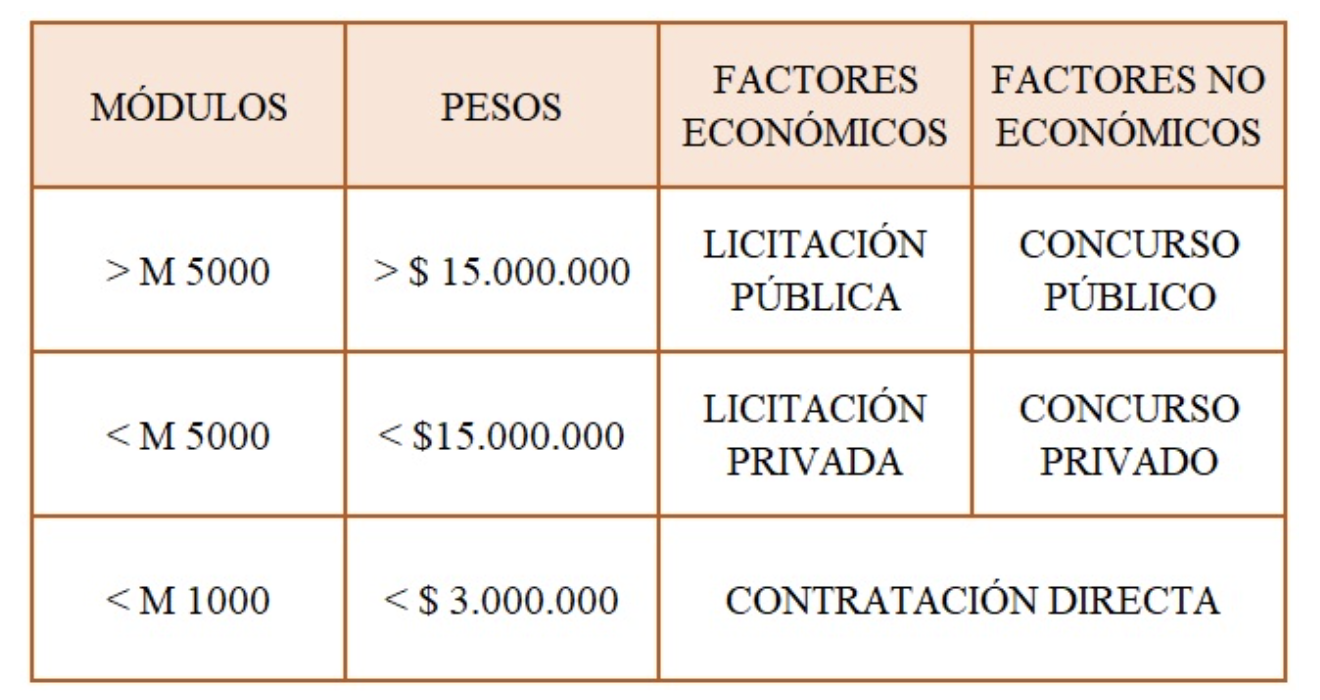 MÓDULOS
PESOS
FACTORES
ECONÓMICOS
FACTORES NO
ECONÓMICOS
> M 5000
> $ 15.000.000
LICITACIÓN
PÚBLICA
CONCURSO
PÚBLICO
< M 5000
< $15.000.000
LICITACIÓN
PRIVADA
CONCURSO
PRIVADO
< M 1000
< $ 3.000.000
CONTRATACIÓN DIRECTA